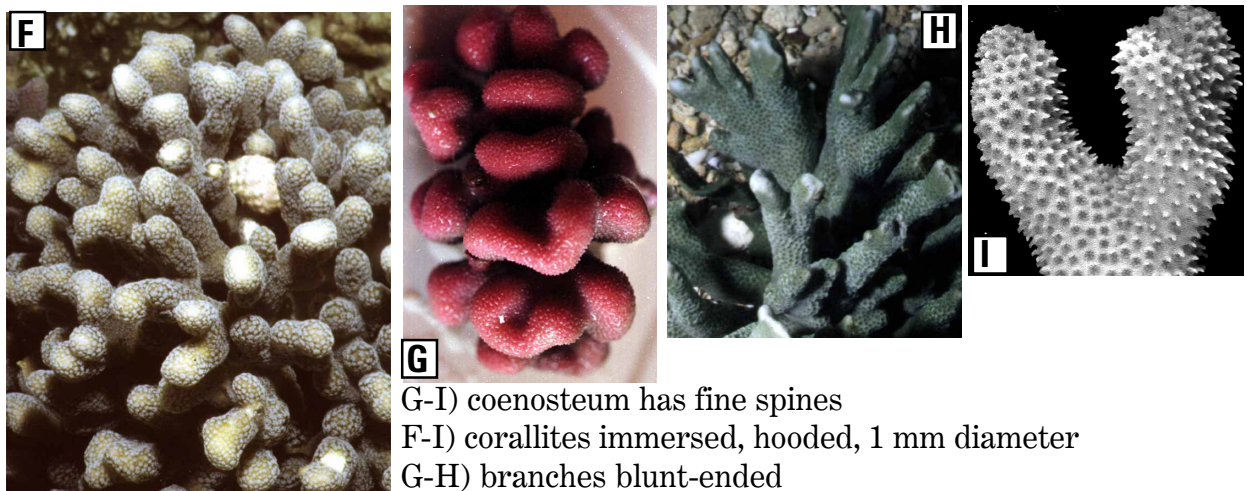 F
G
H
I
G-I) coenosteum has fine spines
F-I) corallites immersed, hooded, 1 mm diameter
G-H) branches blunt-ended